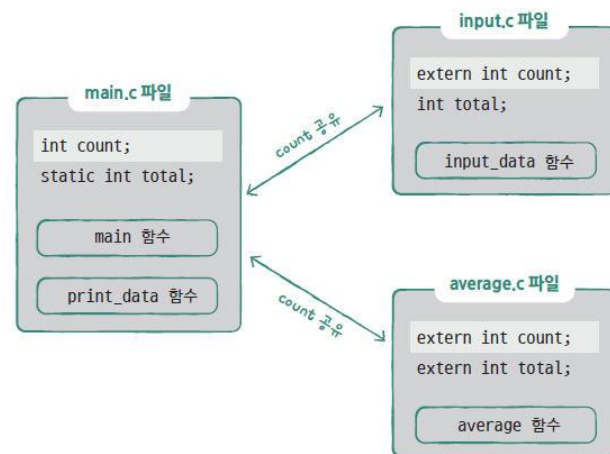 main.c 파일
int count;
static int total;
main 함수
print_data 함수
count 공유
input.c 파일
extern int count;
int total;
input_data 함수
count 공유
average.c 파일
extern int count;
extern int total;
average 함수